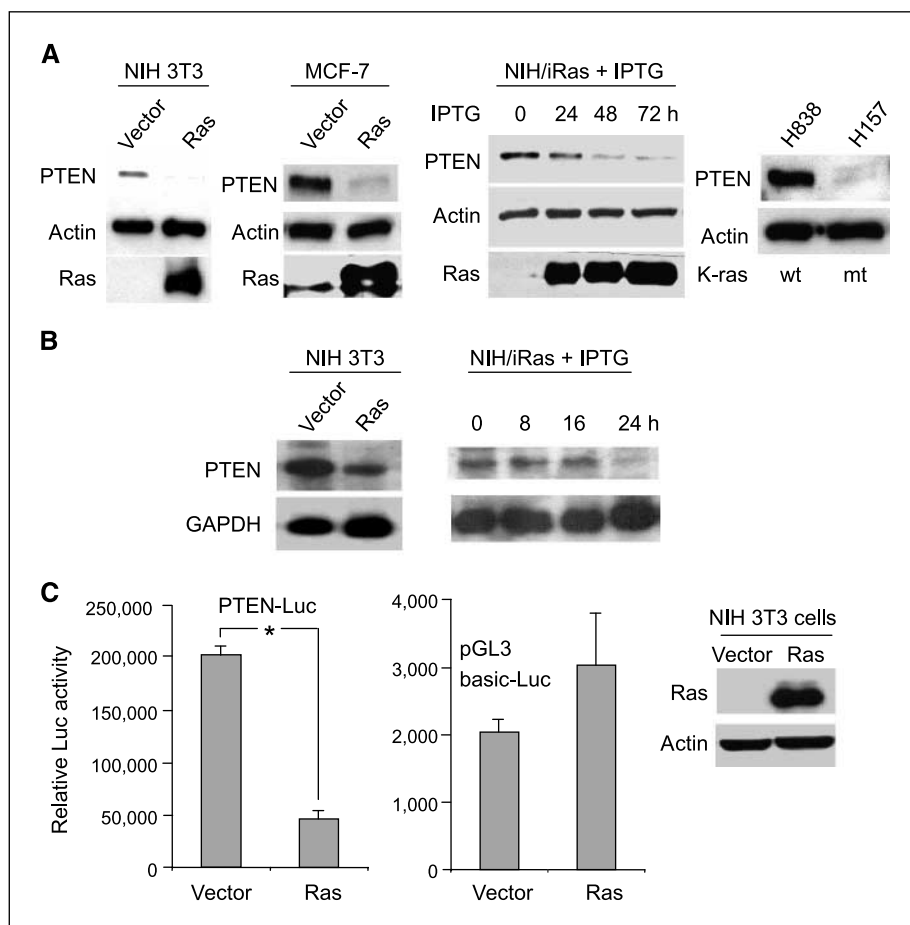 A
NIH 3T3
Vector Ras
PTEN
Actin
Ras
MCF-7
Vector Ras
PTEN
Actin
Ras
NIH/iRas + IPTG
IPTG 0 24 48 72 h
PTEN
Actin
Ras
H838 H157
PTEN
Actin
K-ras wt mt
B
NIH 3T3
Vector Ras
PTEN
GAPDH
NIH/iRas + IPTG
0 8 16 24 h
C
Relative Luc activity
250,000
200,000
150,000
100,000
50,000
0
PTEN-Luc
*
Vector Ras
4,000
3,000
2,000
1,000
0
pGL3
basic-Luc
Vector Ras
NIH 3T3 cells
Vector Ras
Ras
Actin